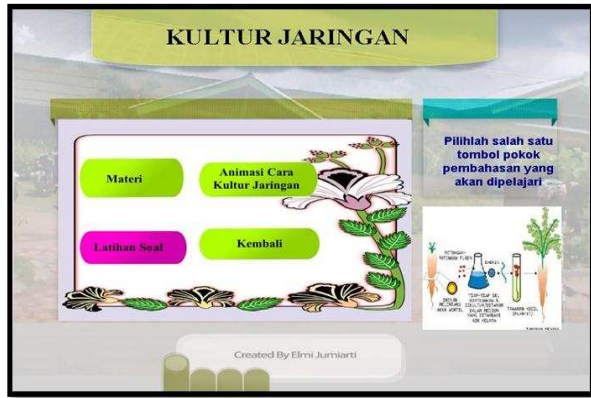 KULTUR JARINGAN
Materi
Animasi Cara
Kultur Jaringan
Latihan Soal
Kembali
Pilihlah salah satu
tombol pokok
pembahasan yang
akan dipelajari
Created By Elmi Jumiarti